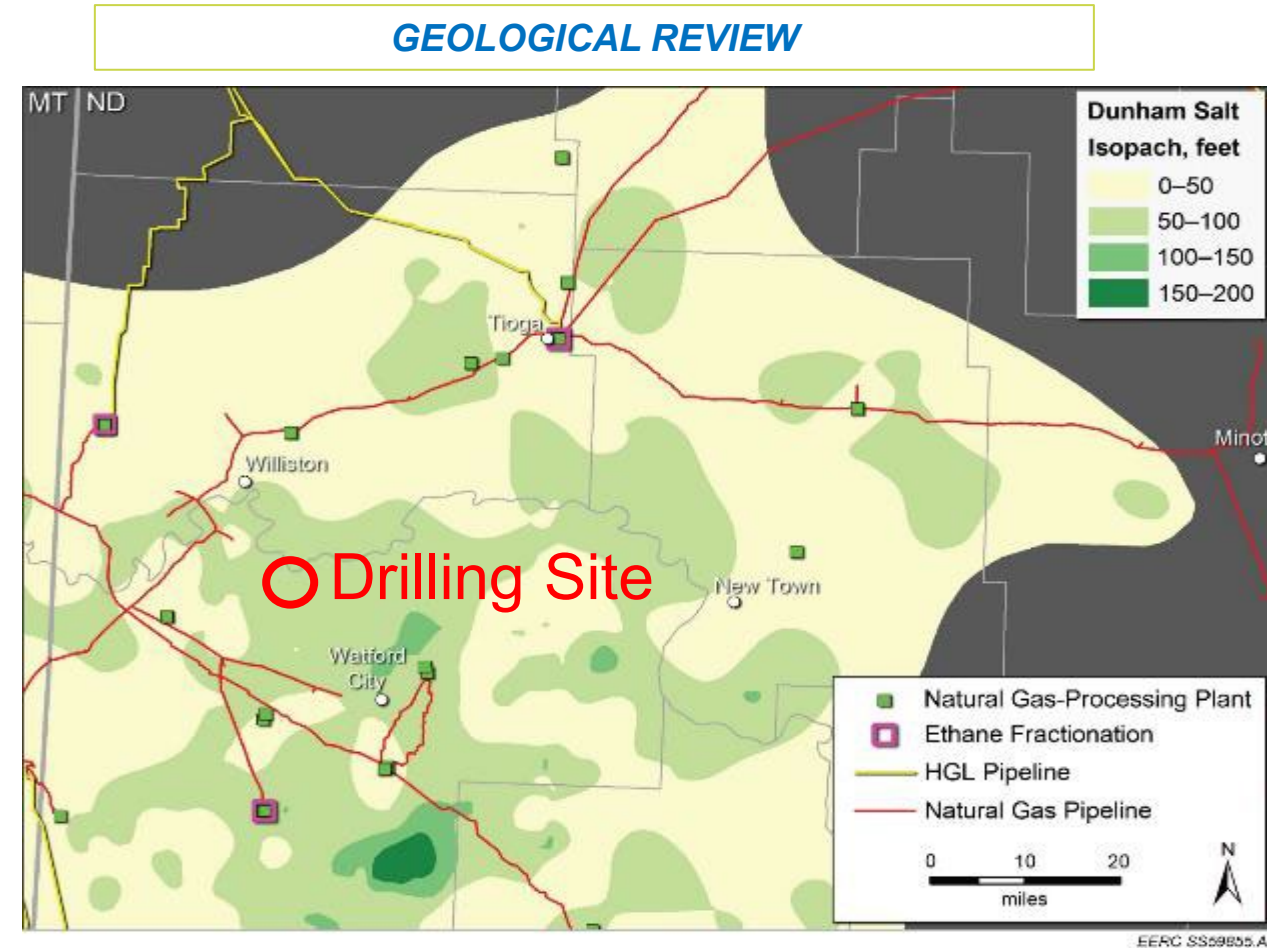 GEOLOGICAL REVIEW
MT ND
Dunham Salt
Isopach, feet
0–50
50–100
100–150
150–200
Tioga
Minot
Williston
Drilling Site
New Town
Watford
City
Natural Gas-Processing Plant
Ethane Fractionation
HGL Pipeline
Natural Gas Pipeline
N
0 10 20
miles
EERC SS59855.A